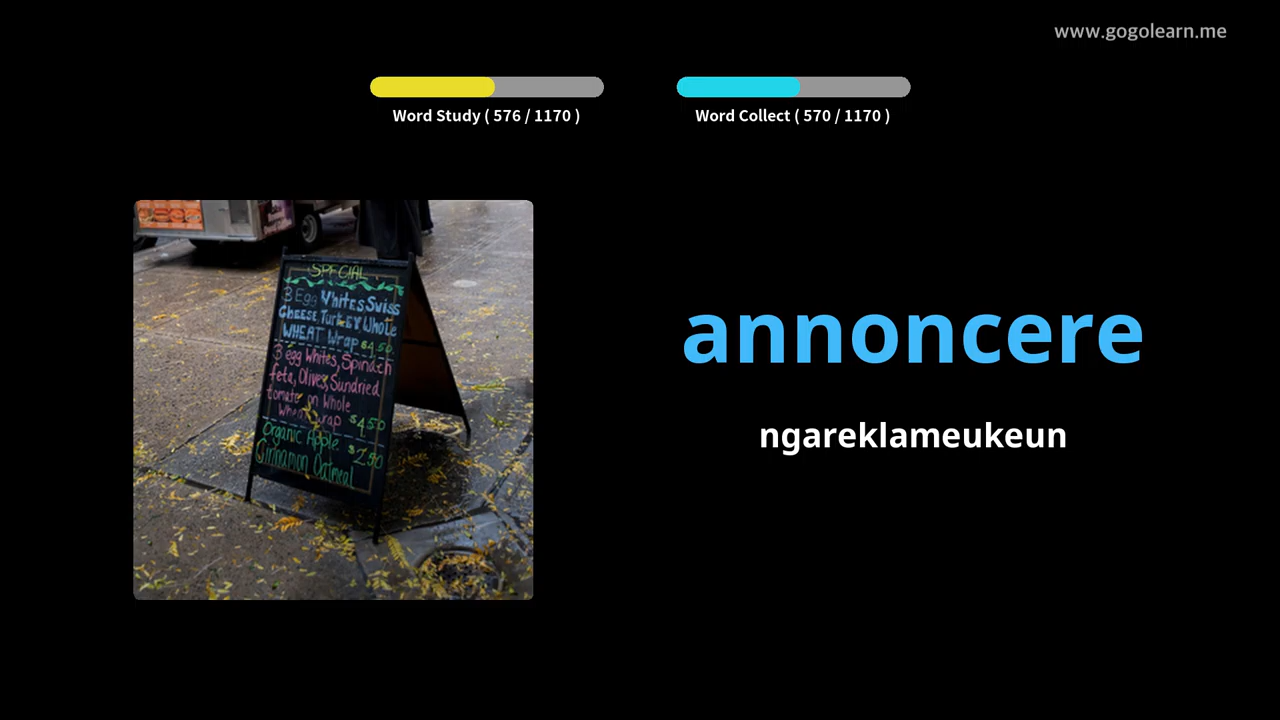 www.gogolearn.me
Word Study ( 576 / 1170 )
Word Collect ( 570 / 1170 )
SPECIAL
3 Egg Whites, Swiss
Cheese, Turkey Whole
WHEAT Wrap $4.50
3 egg Whites, Spinach
feta, Olives, Sundried
tomato on Whole
Wheat Wrap $4.50
Organic Apple
Cinnamon Oatmeal $2.50
annoncere
ngareklameukeun